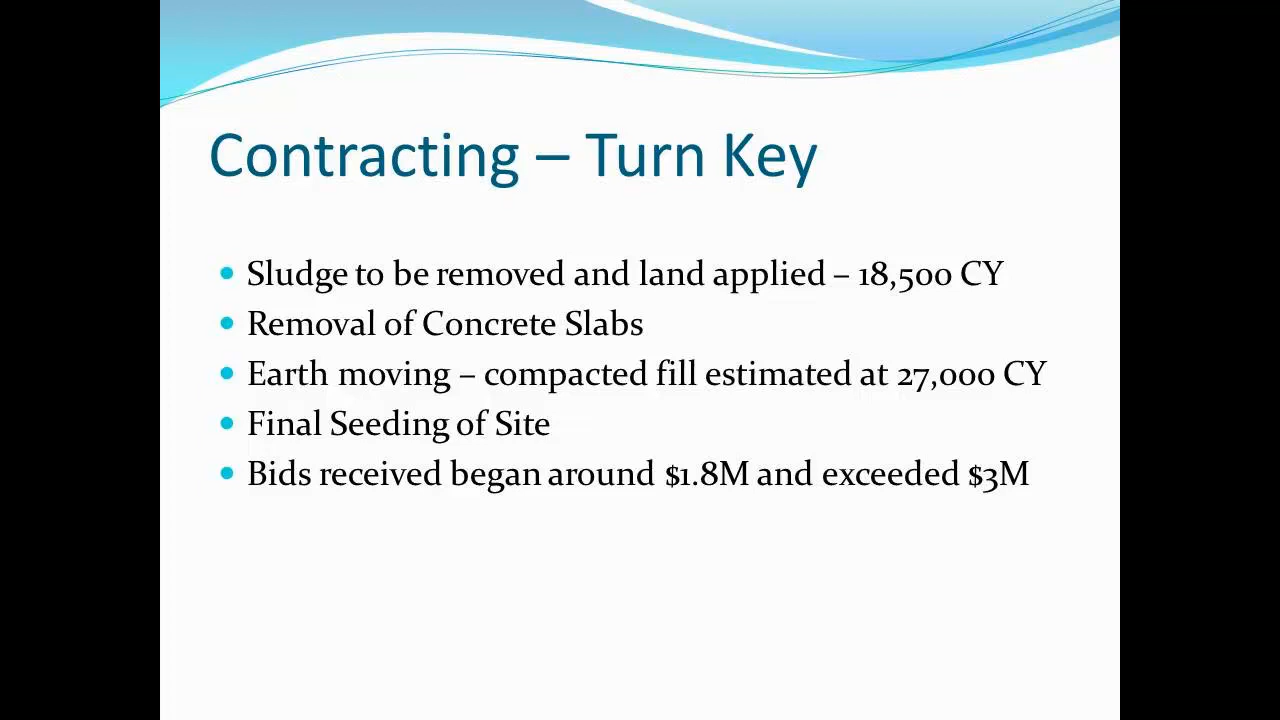 Contracting – Turn Key
• Sludge to be removed and land applied – 18,500 CY
• Removal of Concrete Slabs
• Earth moving – compacted fill estimated at 27,000 CY
• Final Seeding of Site
• Bids received began around $1.8M and exceeded $3M